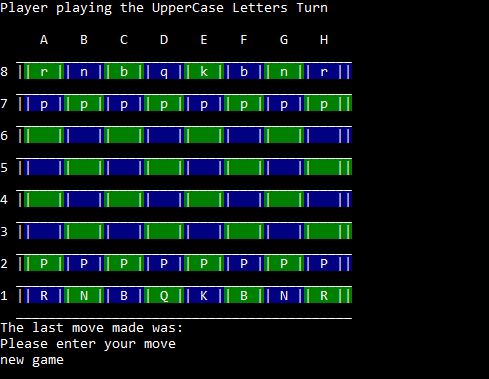 Player playing the UpperCase Letters Turn
A B C D E F G H
8 || r || n || b || q || k || b || n || r ||
7 || p || p || p || p || p || p || p || p ||
6 || || || || || || || || ||
5 || || || || || || || || ||
4 || || || || || || || || ||
3 || || || || || || || || ||
2 || P || P || P || P || P || P || P || P ||
1 || R || N || B || Q || K || B || N || R ||
The last move made was:
Please enter your move
new game